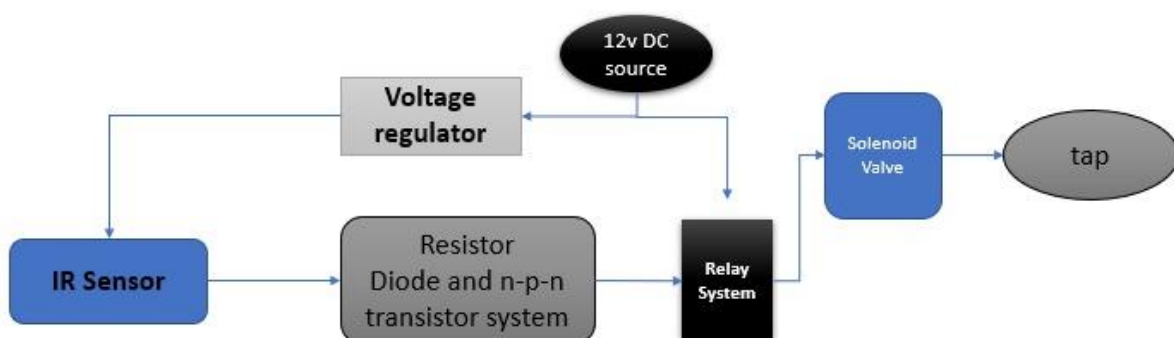 12v DC
source
Voltage
regulator
Solenoid
Valve
tap
IR Sensor
Resistor
Diode and n-p-n
transistor system
Relay
System